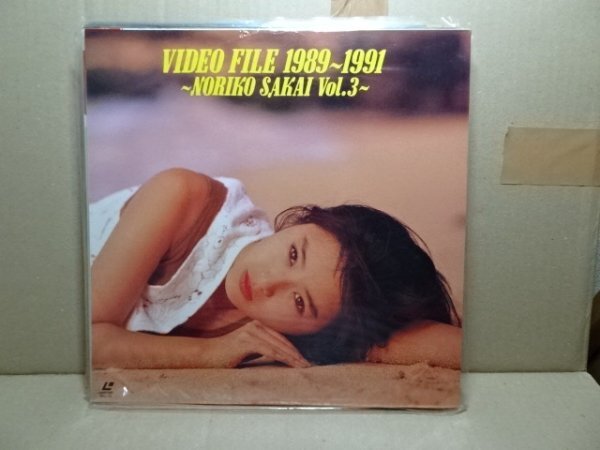 VIDEO FILE 1989~1991
~NORIKO SAKAI Vol.3~